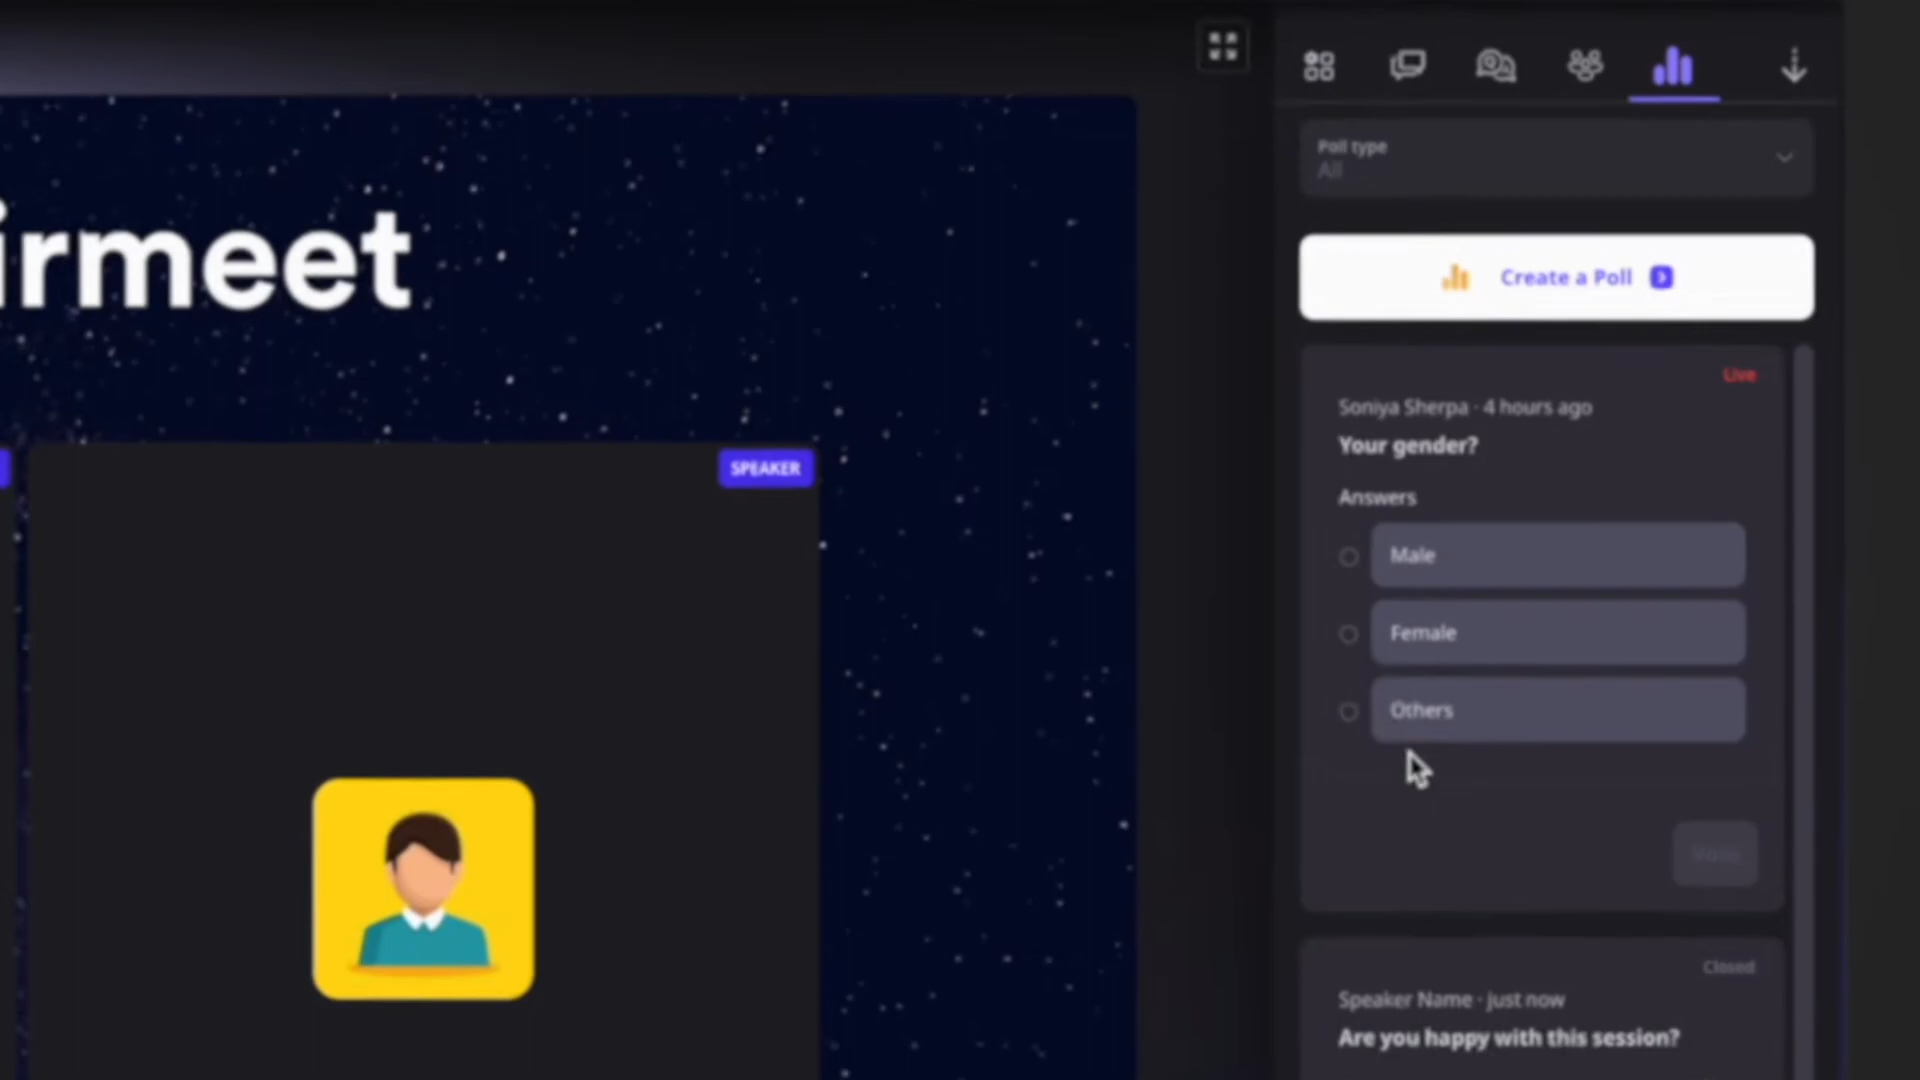 irmeet
SPEAKER
Poll type
All
Create a Poll
Live
Soniya Sherpa · 4 hours ago
Your gender?
Answers
Male
Female
Others
Vote
Closed
Speaker Name · just now
Are you happy with this session?